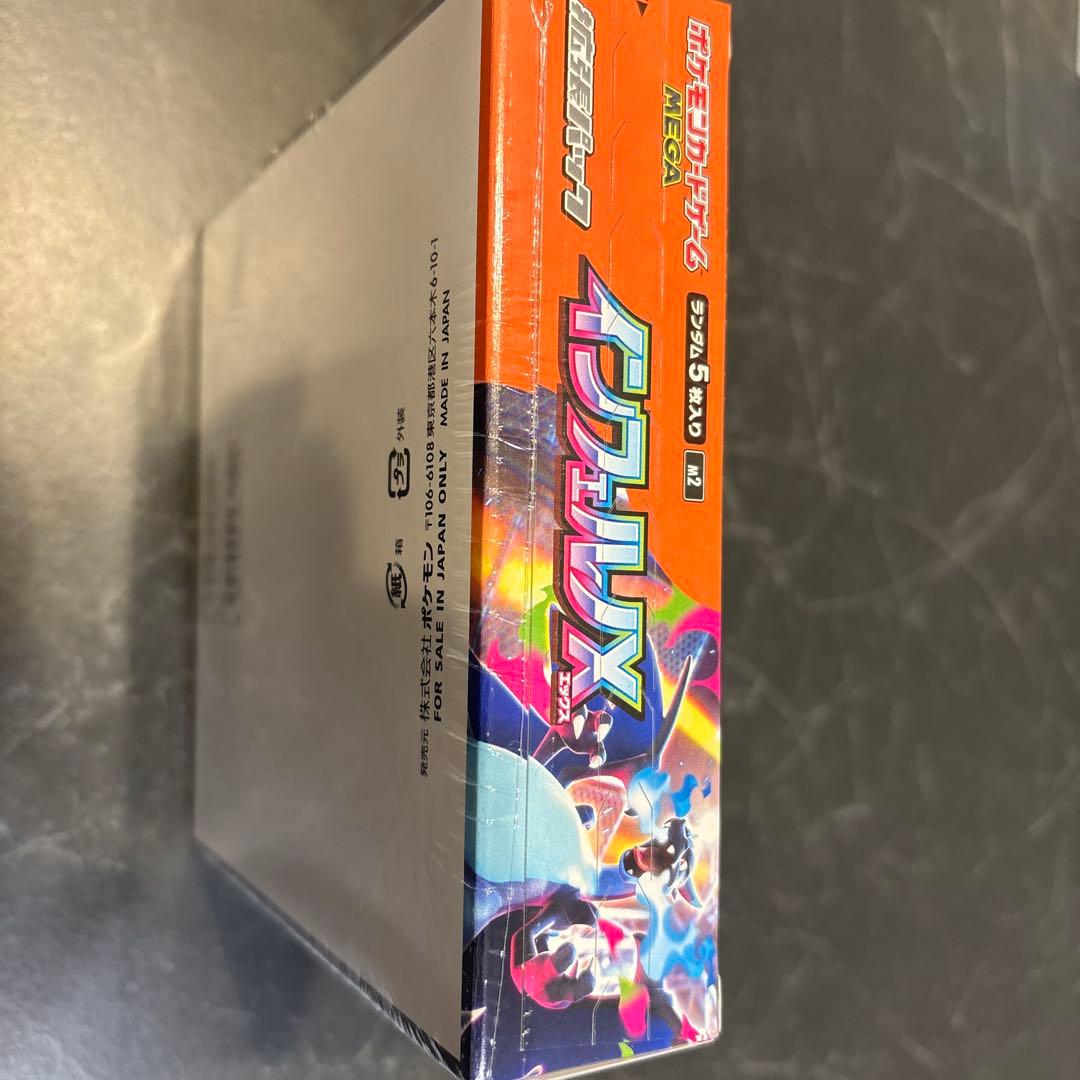 ポケモンカードゲーム
MEGA
ランダム5枚入り
M2
拡張パック
インフェルノX
エックス
発売元 株式会社ポケモン 〒106-6108 東京都港区六本木6-10-1
FOR SALE IN JAPAN ONLY MADE IN JAPAN
紙 箱
プラ 外装